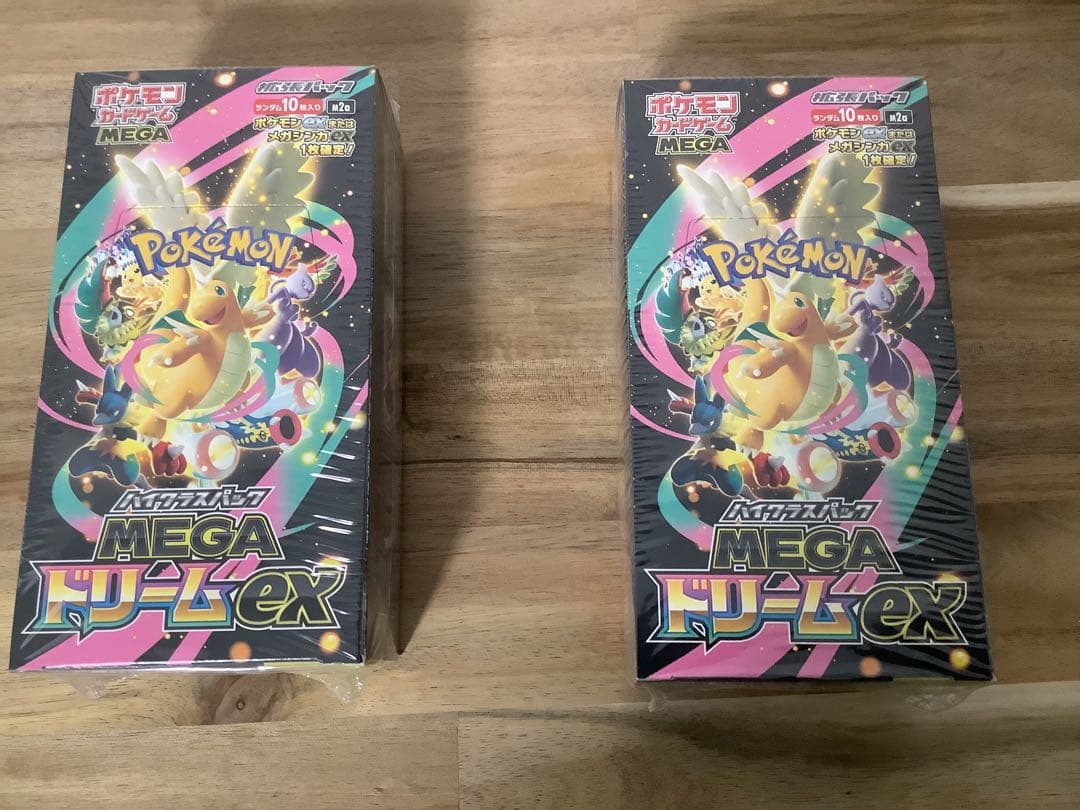 ポケモン
カードゲーム
MEGA
拡張パック
ランダム10枚入り M2a
ポケモンexまたは
メガシンカex
1枚確定!
POKéMON
ハイクラスパック
MEGA
ドリームex
ポケモン
カードゲーム
MEGA
拡張パック
ランダム10枚入り M2a
ポケモンexまたは
メガシンカex
1枚確定!
POKéMON
ハイクラスパック
MEGA
ドリームex